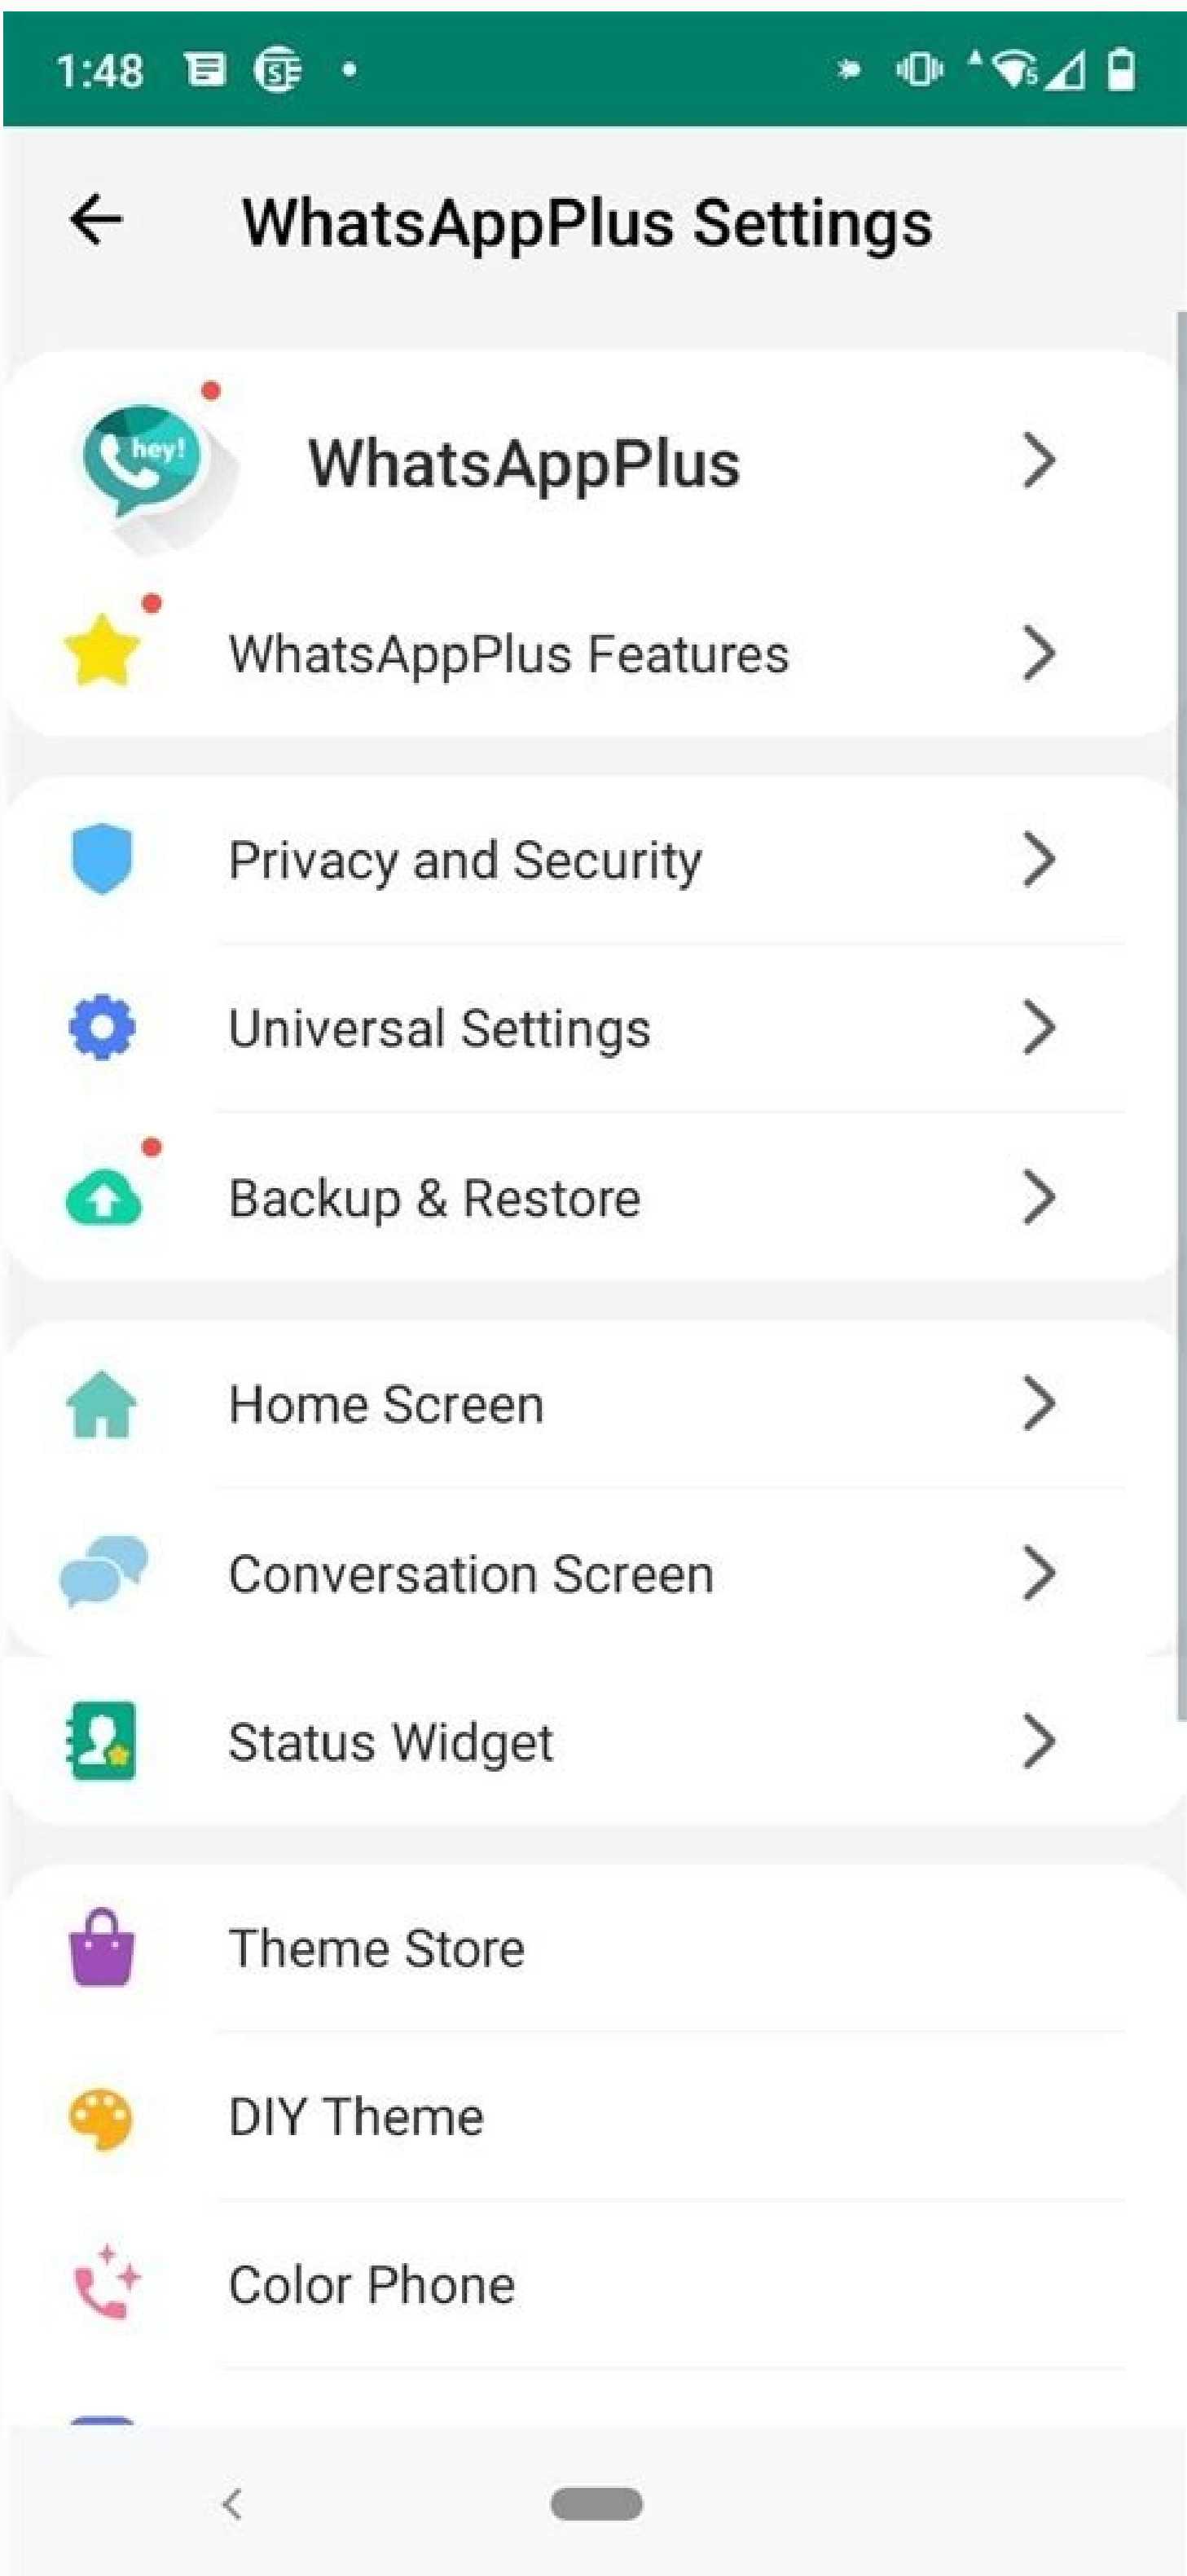 1:48
WhatsAppPlus Settings
hey!
WhatsAppPlus
WhatsAppPlus Features
Privacy and Security
Universal Settings
Backup & Restore
Home Screen
Conversation Screen
Status Widget
Theme Store
DIY Theme
Color Phone